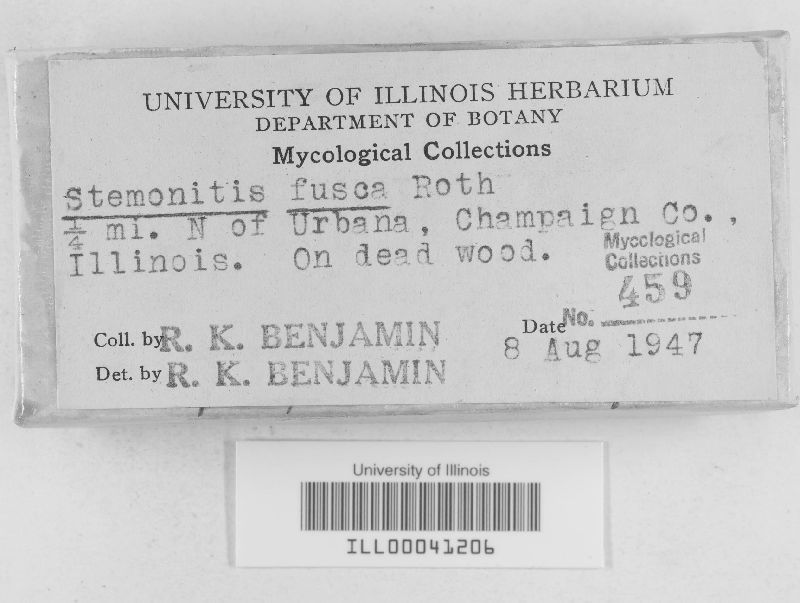 UNIVERSITY OF ILLINOIS HERBARIUM
DEPARTMENT OF BOTANY
Mycological Collections
Stemonitis fusca Roth
¼ mi. N of Urbana, Champaign Co.,
Illinois. On dead wood.
Mycological
Collections
459
No.
Coll. by R. K. BENJAMIN
Date 8 Aug 1947
Det. by R. K. BENJAMIN
University of Illinois
ILL00041206